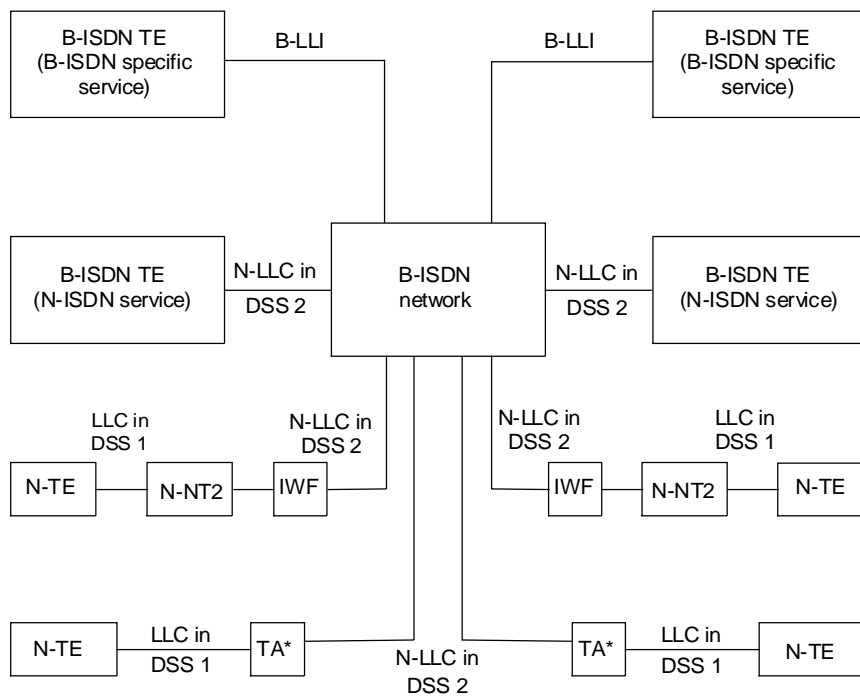 B-ISDN TE
(B-ISDN specific
service)
B-LLI
B-LLI
B-ISDN TE
(B-ISDN specific
service)
B-ISDN TE
(N-ISDN service)
N-LLC in
DSS 2
B-ISDN
network
N-LLC in
DSS 2
B-ISDN TE
(N-ISDN service)
LLC in
DSS 1
N-LLC in
DSS 2
N-LLC in
DSS 2
LLC in
DSS 1
N-TE
N-NT2
IWF
IWF
N-NT2
N-TE
N-TE
LLC in
DSS 1
TA*
N-LLC in
DSS 2
TA*
LLC in
DSS 1
N-TE